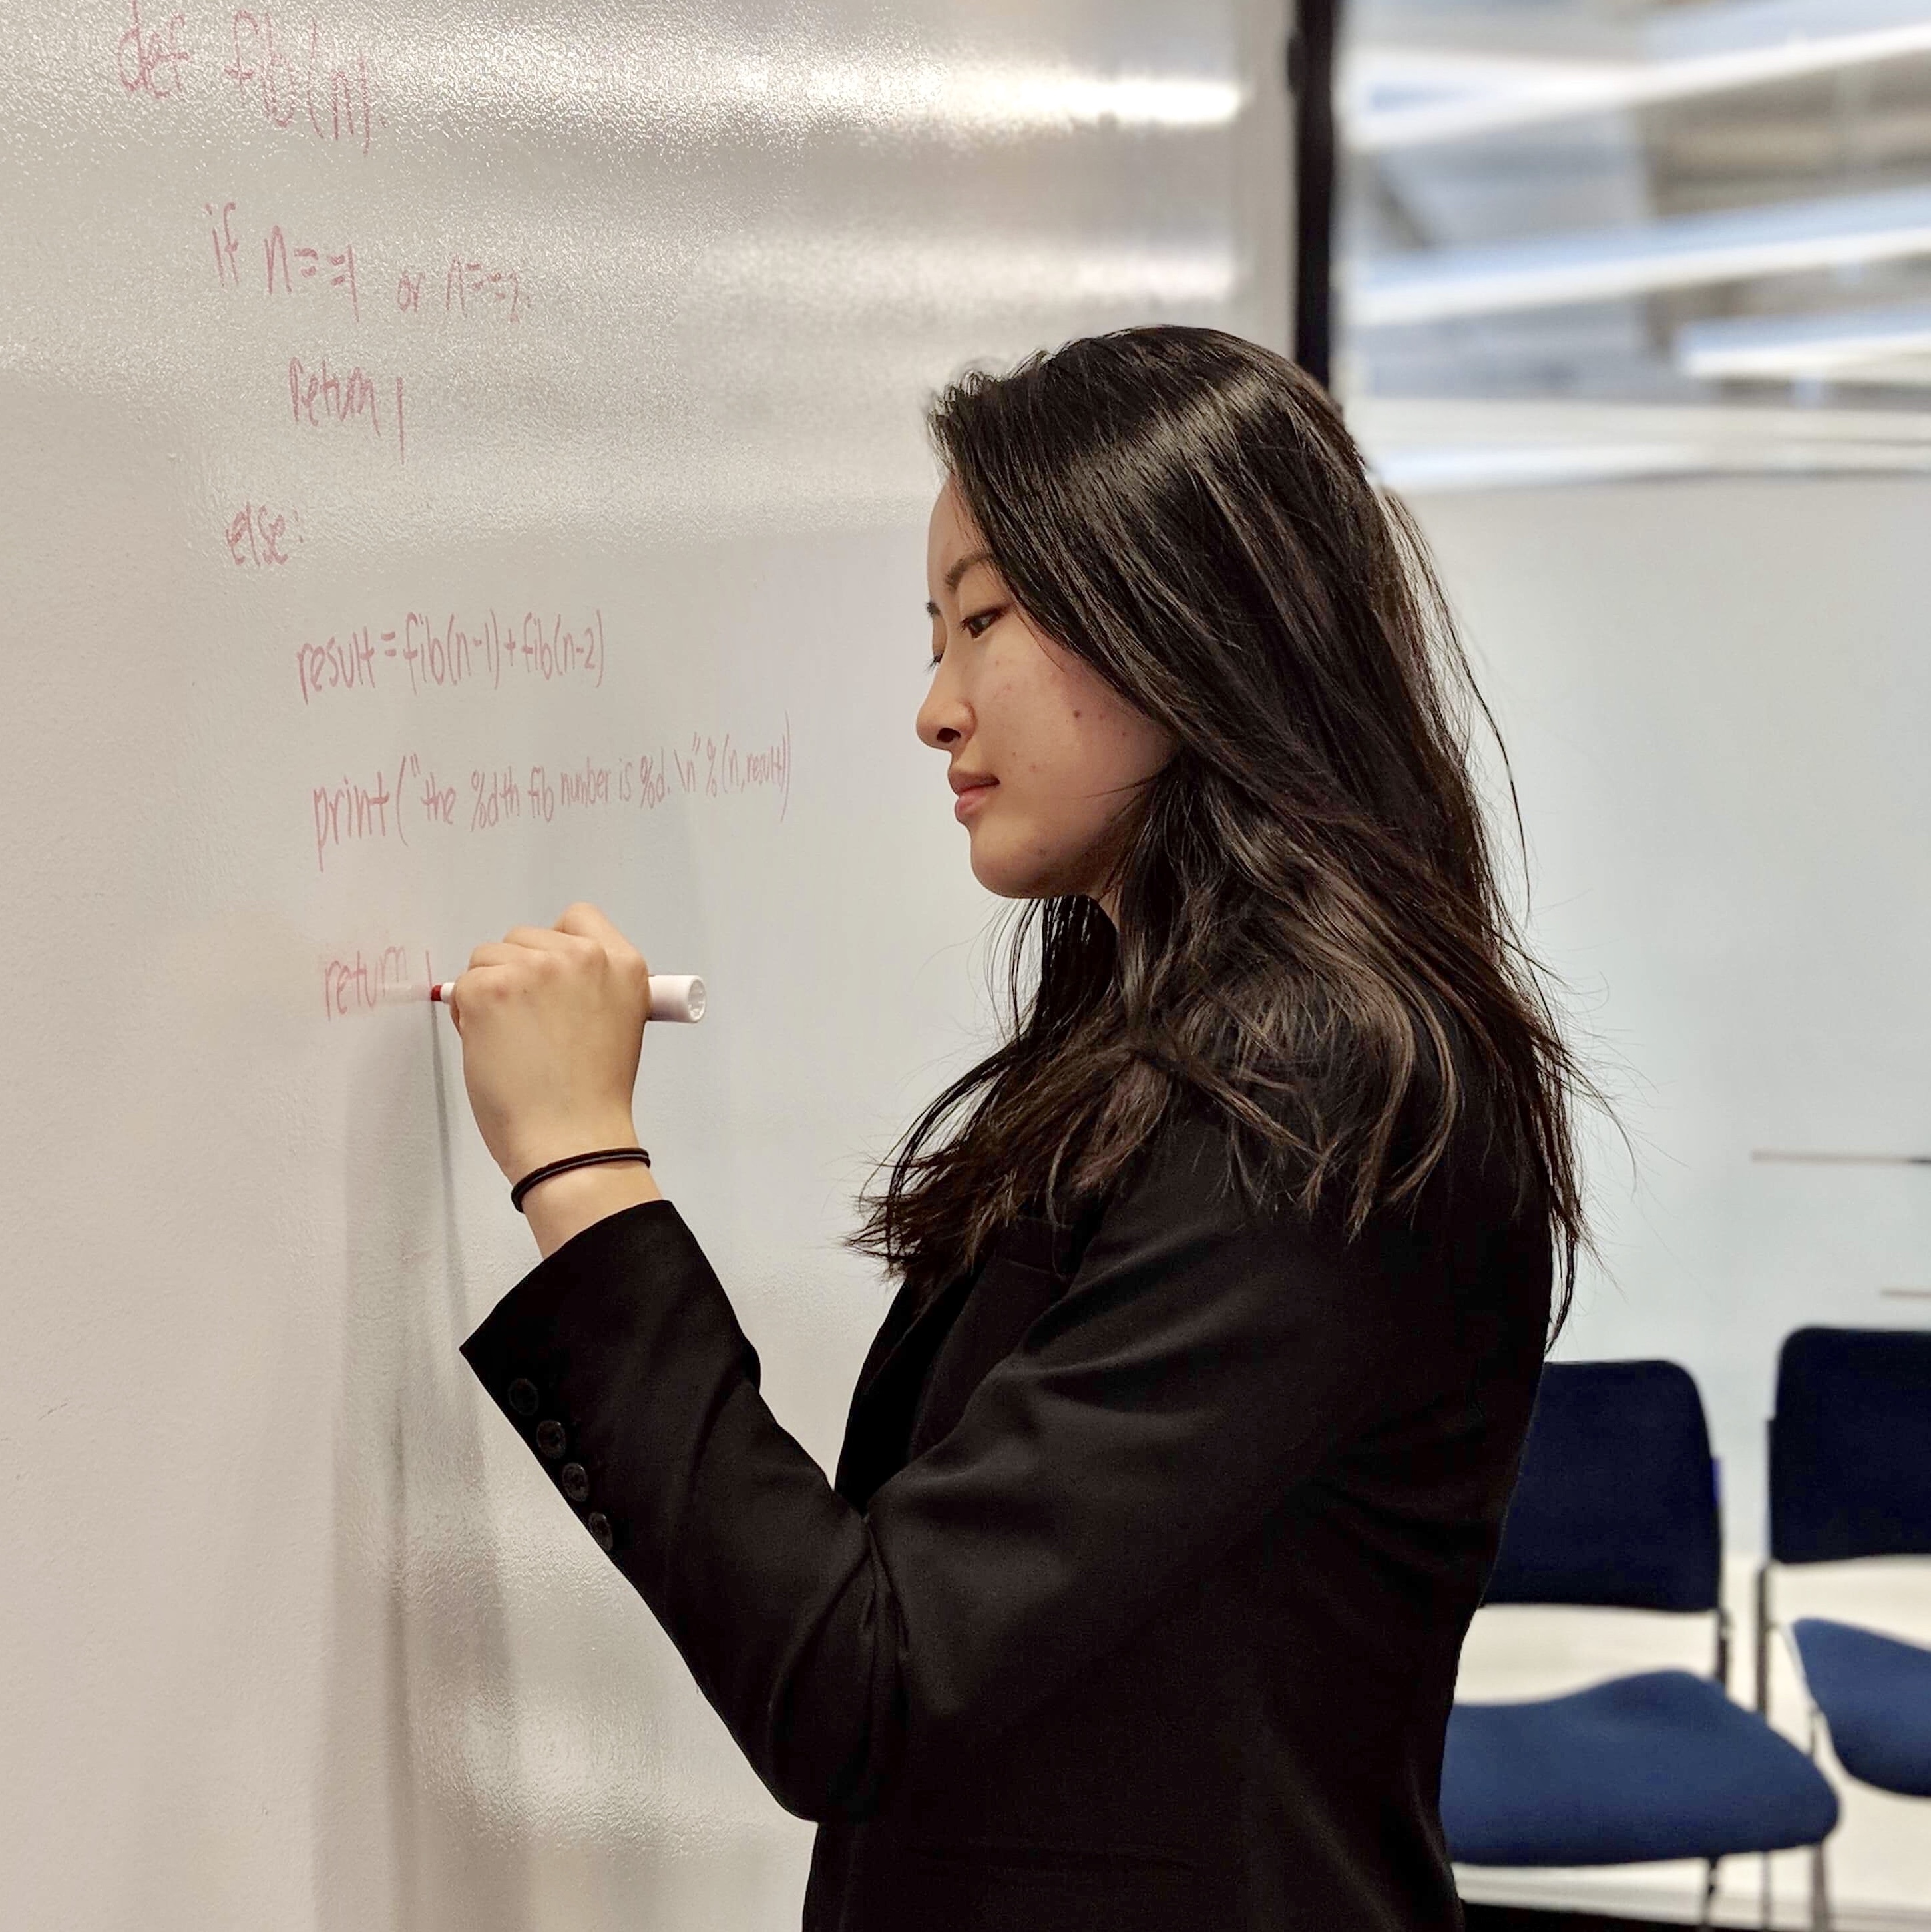 def fib(n):
if n==1 or n==2:
return 1
else:
result=fib(n-1)+fib(n-2)
print("the %dth fib number is %d.\n"%(n,result))
return